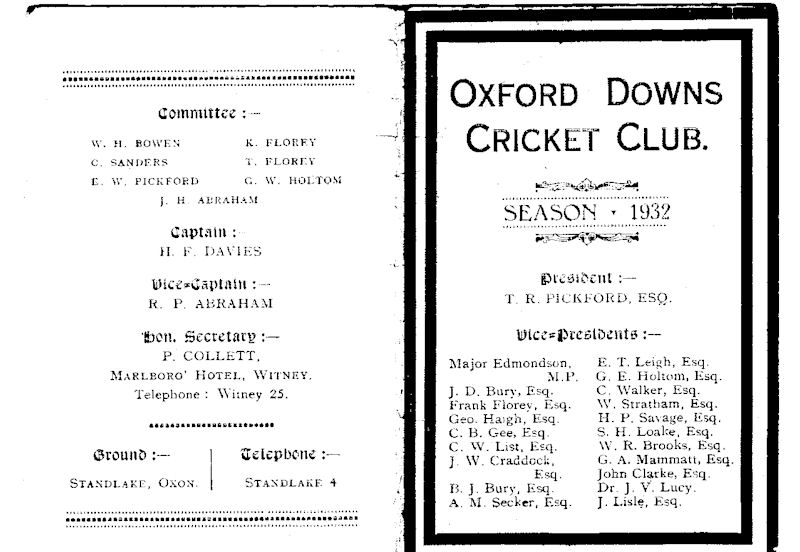 Committee :—
W. H. BOWEN K. FLOREY
C. SANDERS T. FLOREY
E. W. PICKFORD G. W. HOLTOM
J. H. ABRAHAM
Captain :—
H. F. DAVIES
Vice-Captain :—
R. P. ABRAHAM
Hon. Secretary :—
P. COLLETT,
MARLBORO' HOTEL, WITNEY.
Telephone : Witney 25.
Ground :—
STANDLAKE, OXON.
Telephone :—
STANDLAKE 4
OXFORD DOWNS
CRICKET CLUB.
SEASON · 1932
President :—
T. R. PICKFORD, ESQ.
Vice-Presidents :—
Major Edmondson,
M.P.
J. D. Bury, Esq.
Frank Florey, Esq.
Geo. Haigh, Esq.
C. B. Gee, Esq.
C. W. List, Esq.
J. W. Craddock,
Esq.
B. J. Bury, Esq.
A. M. Secker, Esq.
E. T. Leigh, Esq.
G. E. Holtom, Esq.
C. Walker, Esq.
W. Stratham, Esq.
H. P. Savage, Esq.
S. H. Loake, Esq.
W. R. Brooks, Esq.
G. A. Mammatt, Esq.
John Clarke, Esq.
Dr. J. V. Lucy.
J. Lisle, Esq.